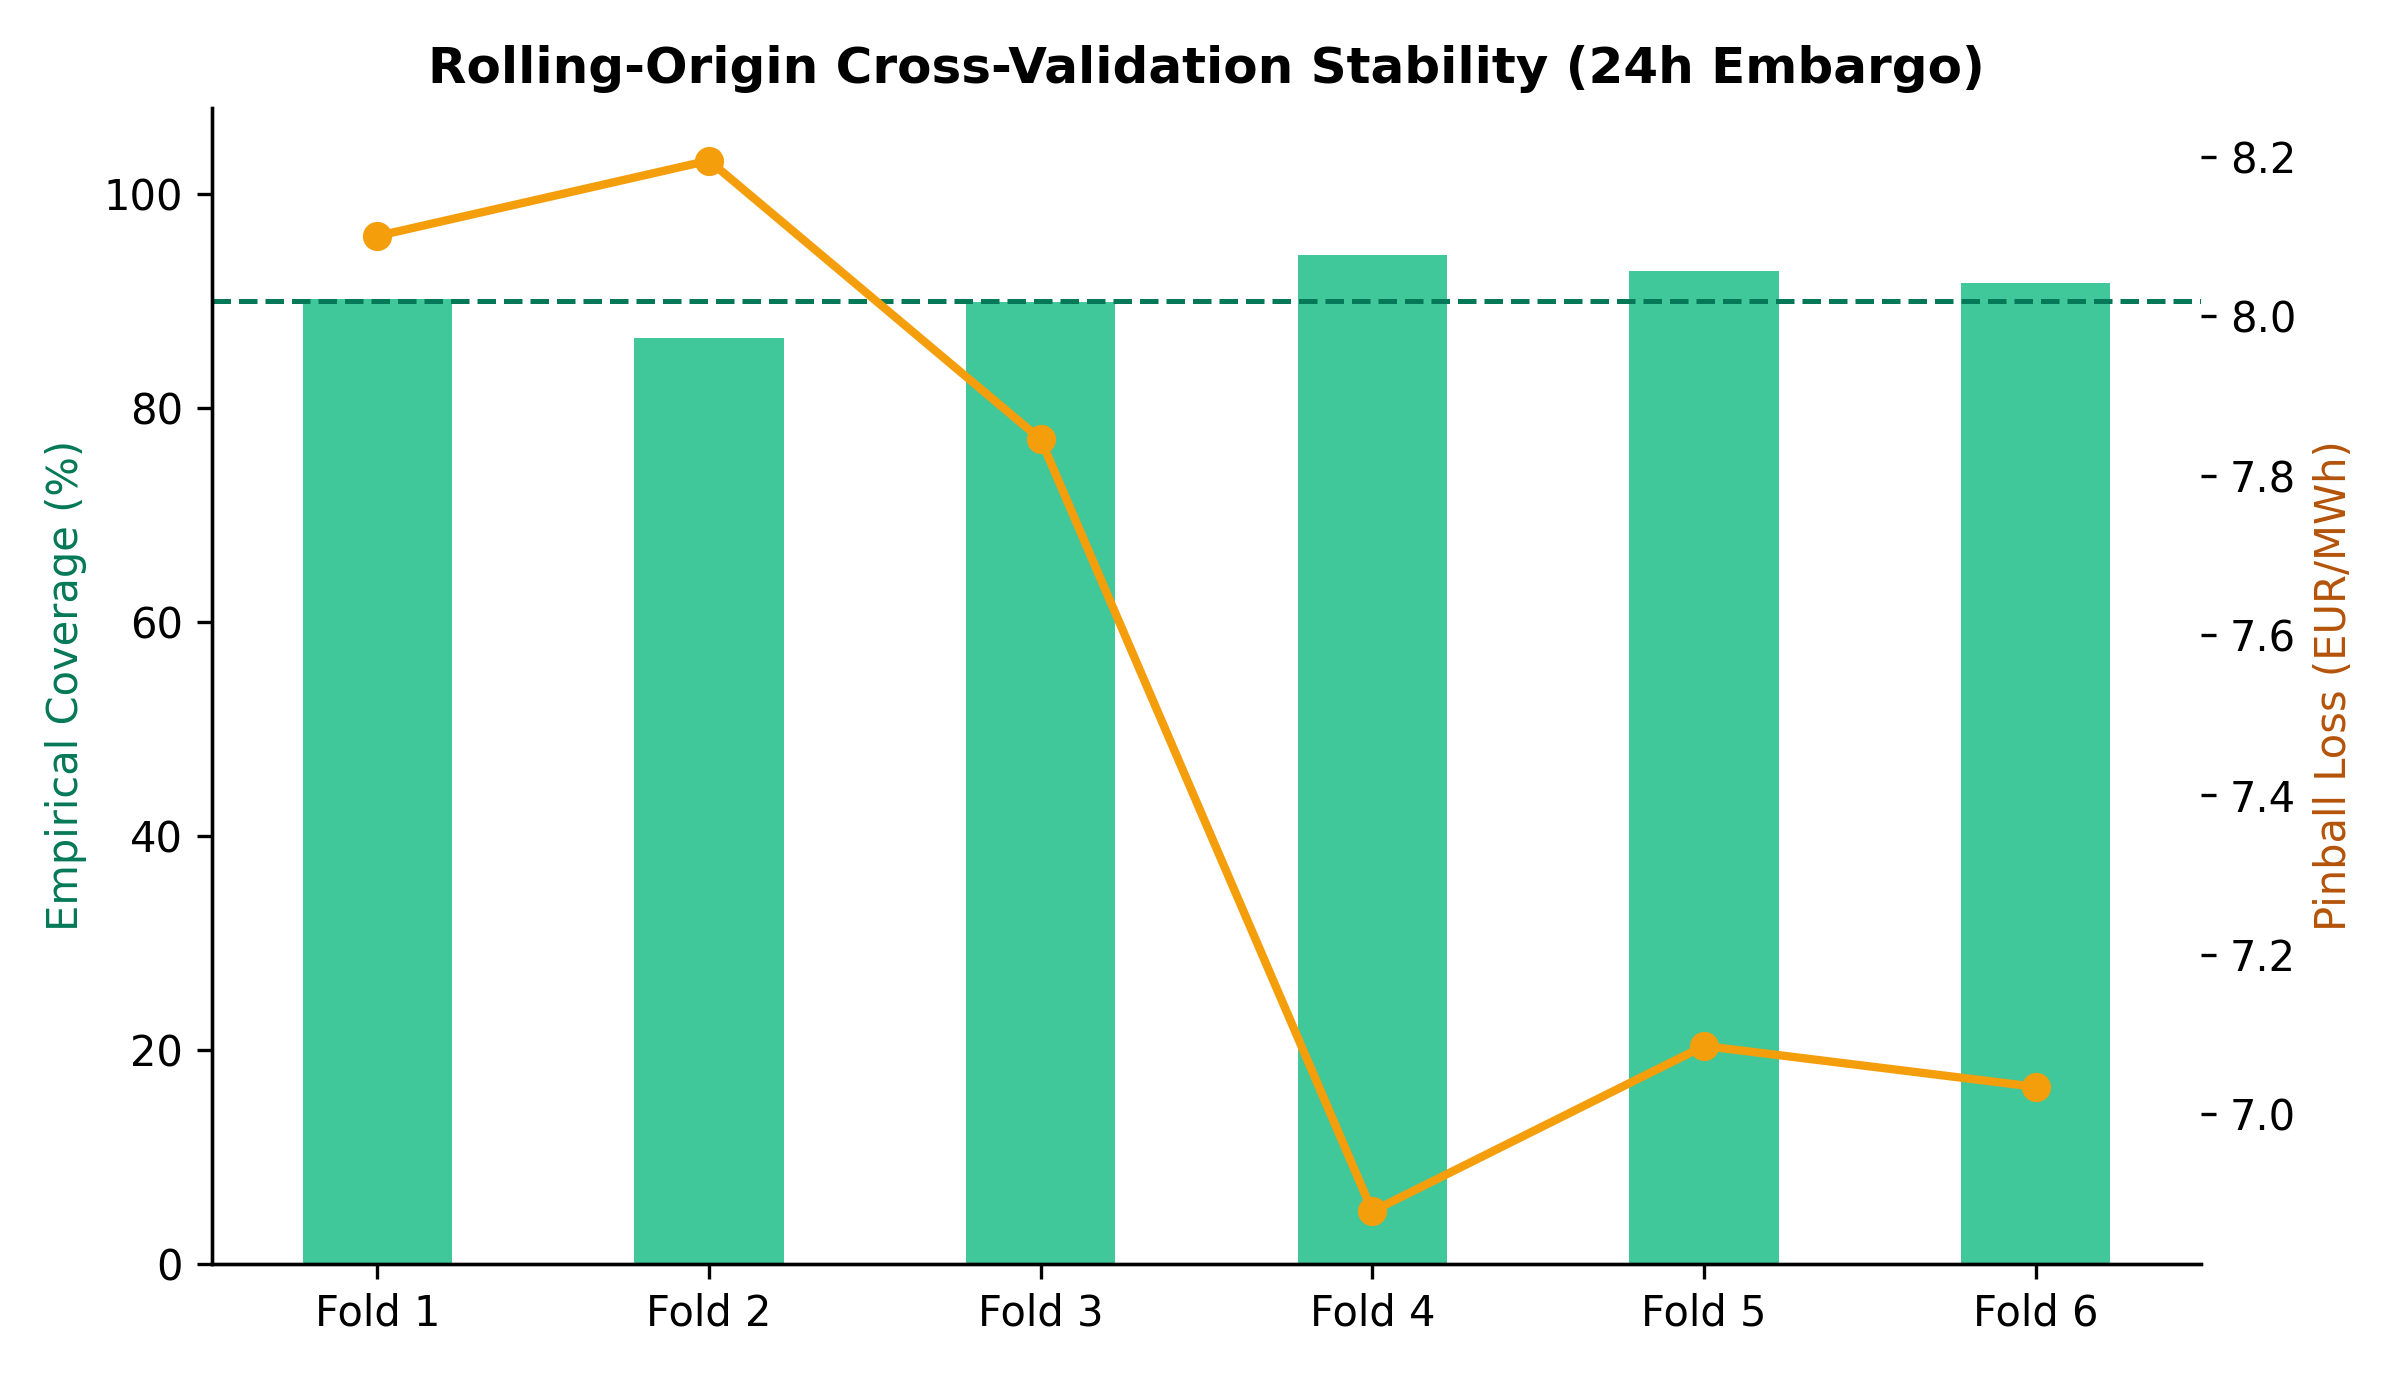 Rolling-Origin Cross-Validation Stability (24h Embargo)
Empirical Coverage (%)
100
80
60
40
20
0
Fold 1
Fold 2
Fold 3
Fold 4
Fold 5
Fold 6
8.2
8.0
7.8
7.6
7.4
7.2
7.0
Pinball Loss (EUR/MWh)